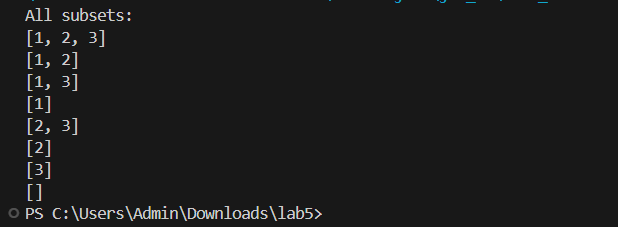 All subsets:
[1, 2, 3]
[1, 2]
[1, 3]
[1]
[2, 3]
[2]
[3]
[]
PS C:\Users\Admin\Downloads\lab5>